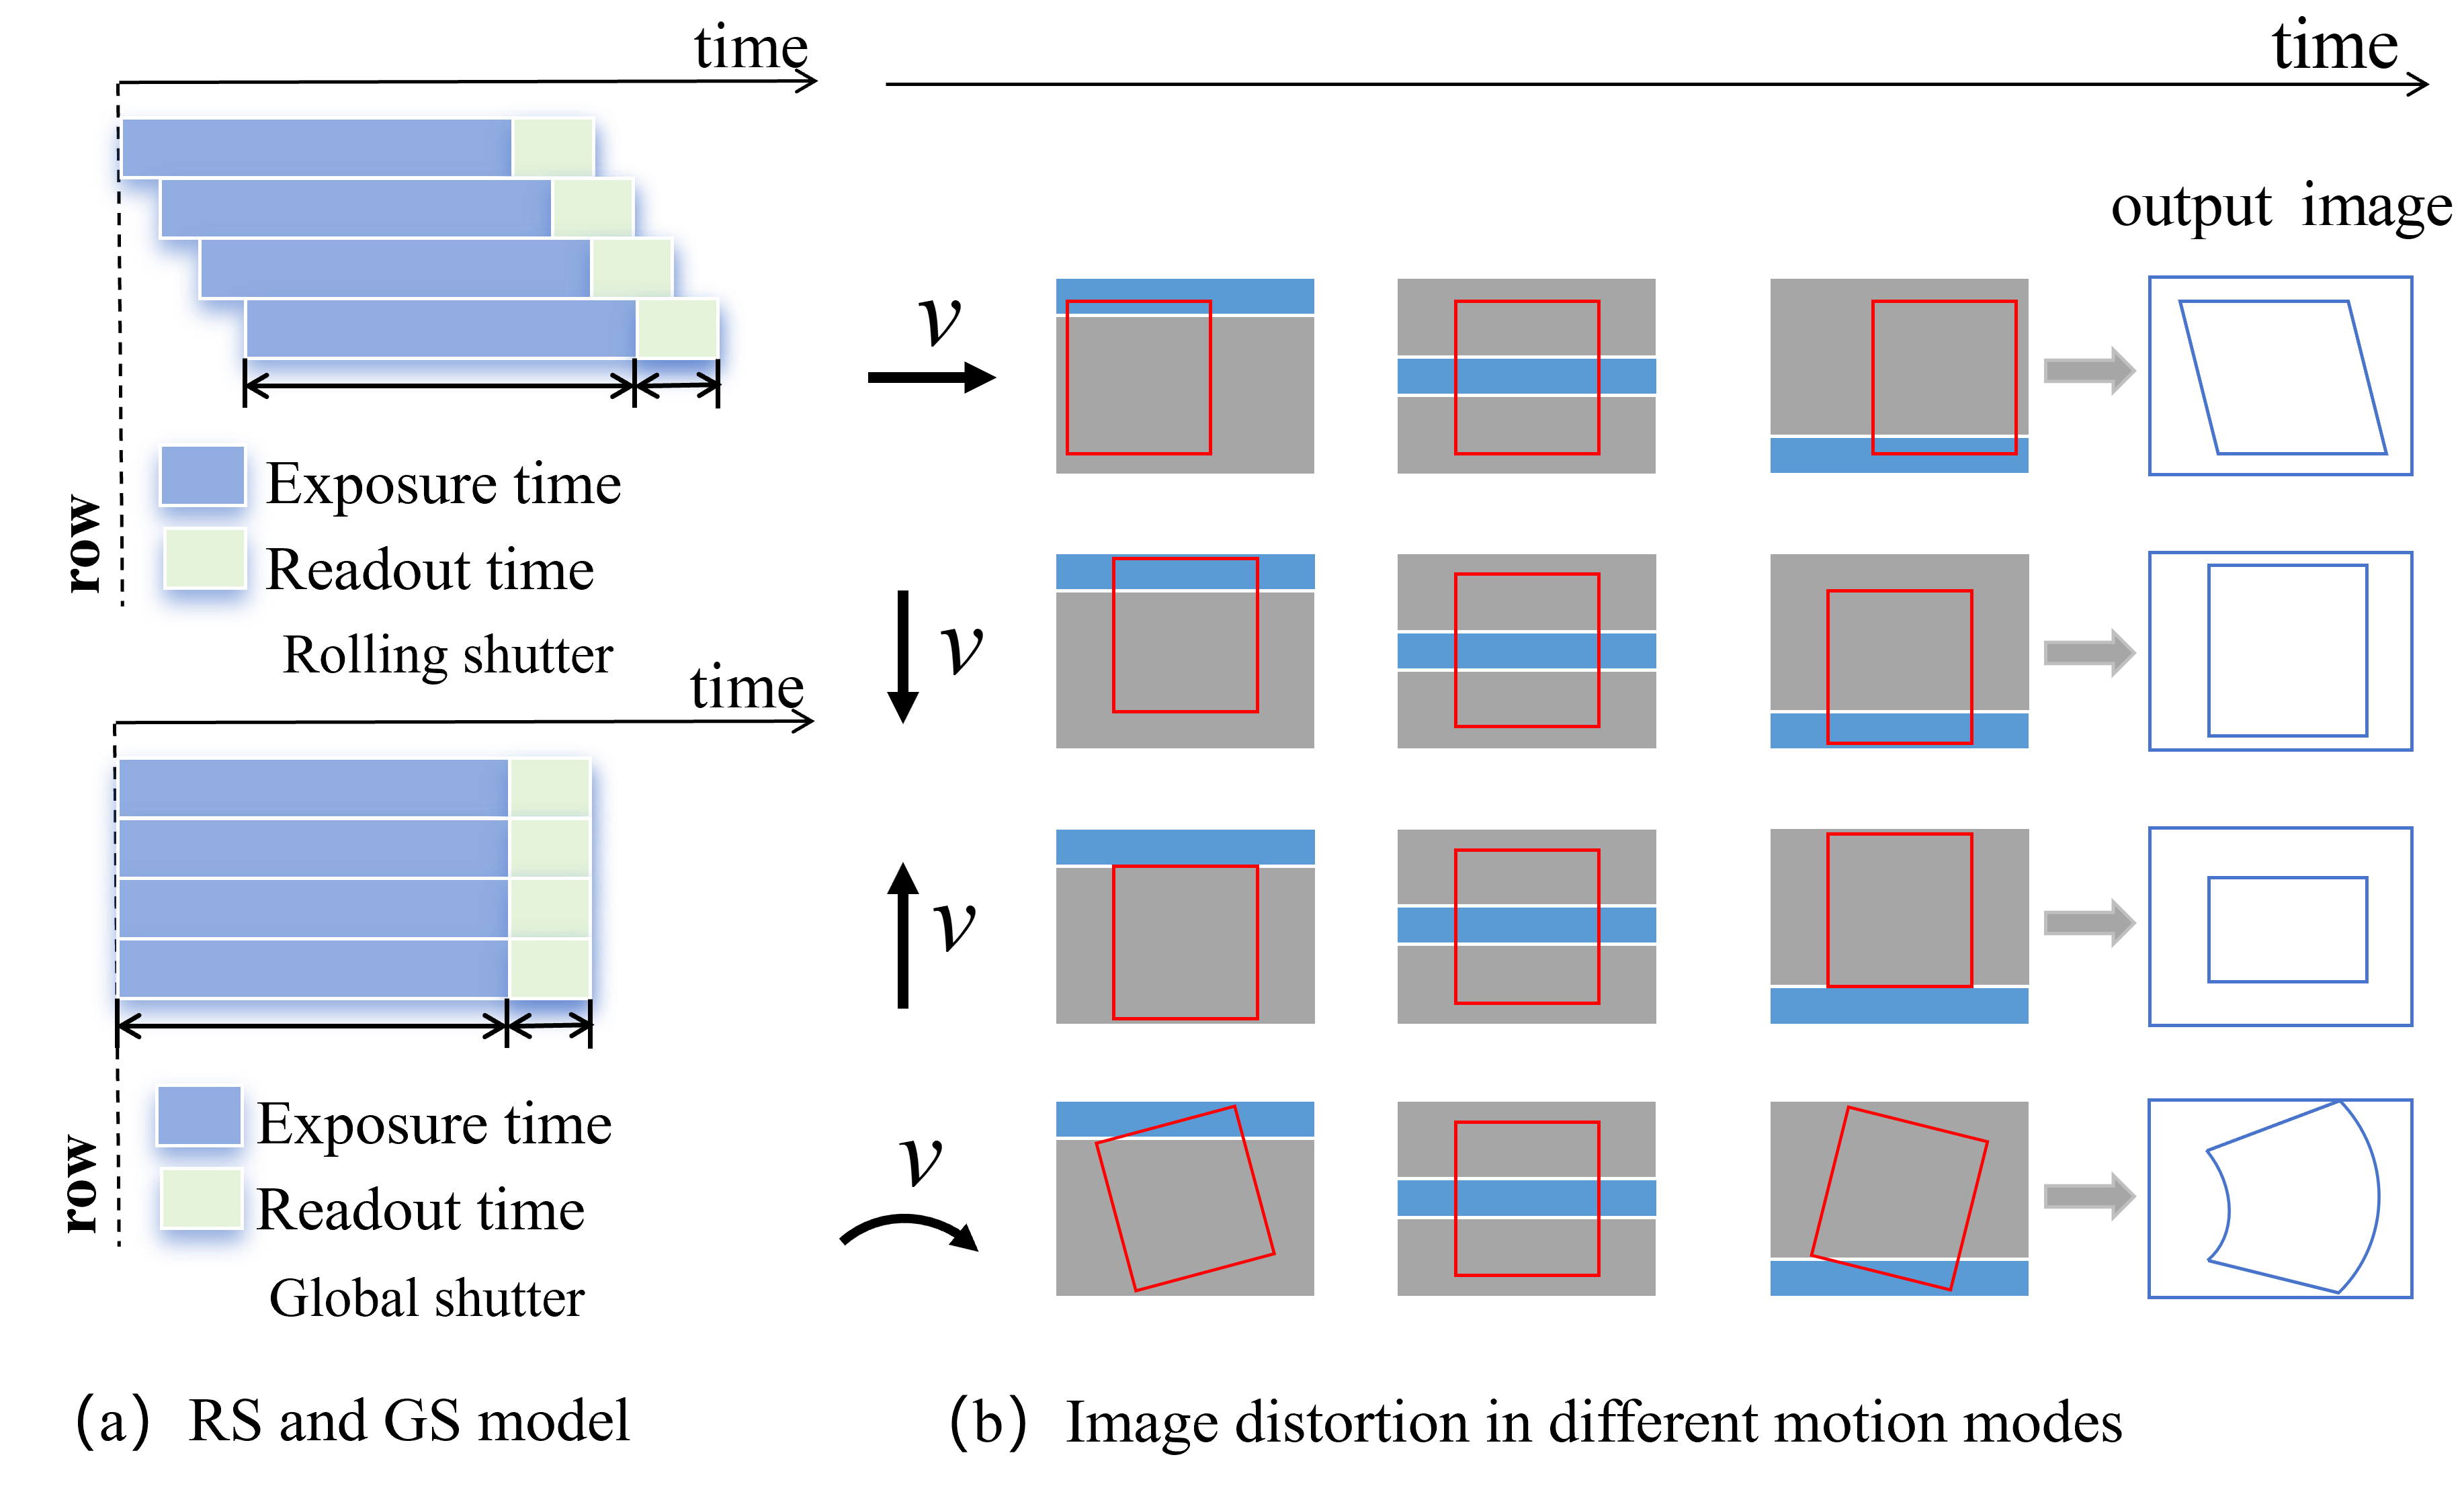 time
row
Exposure time
Readout time
Rolling shutter
time
row
Exposure time
Readout time
Global shutter
(a) RS and GS model
time
output image
v
v
v
v
(b) Image distortion in different motion modes